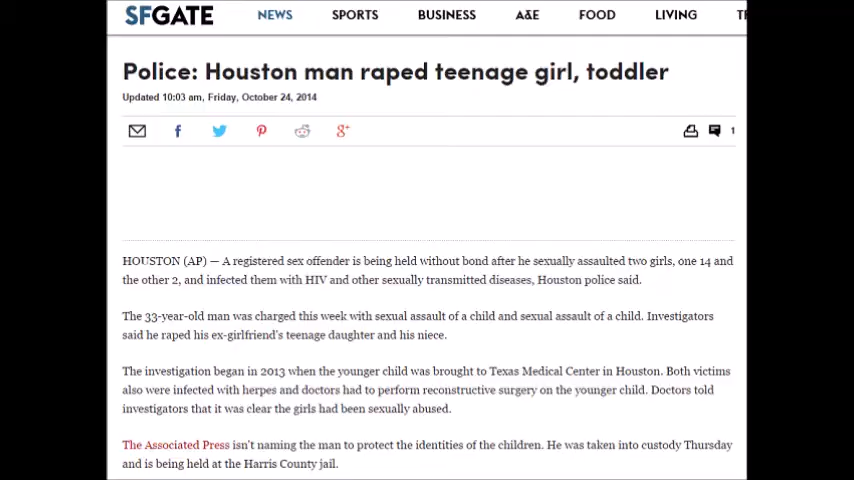 SFGATE NEWS SPORTS BUSINESS A&E FOOD LIVING
Police: Houston man raped teenage girl, toddler
Updated 10:03 am, Friday, October 24, 2014
1
HOUSTON (AP) — A registered sex offender is being held without bond after he sexually assaulted two girls, one 14 and
the other 2, and infected them with HIV and other sexually transmitted diseases, Houston police said.
The 33-year-old man was charged this week with sexual assault of a child and sexual assault of a child. Investigators
said he raped his ex-girlfriend's teenage daughter and his niece.
The investigation began in 2013 when the younger child was brought to Texas Medical Center in Houston. Both victims
also were infected with herpes and doctors had to perform reconstructive surgery on the younger child. Doctors told
investigators that it was clear the girls had been sexually abused.
The Associated Press isn't naming the man to protect the identities of the children. He was taken into custody Thursday
and is being held at the Harris County jail.